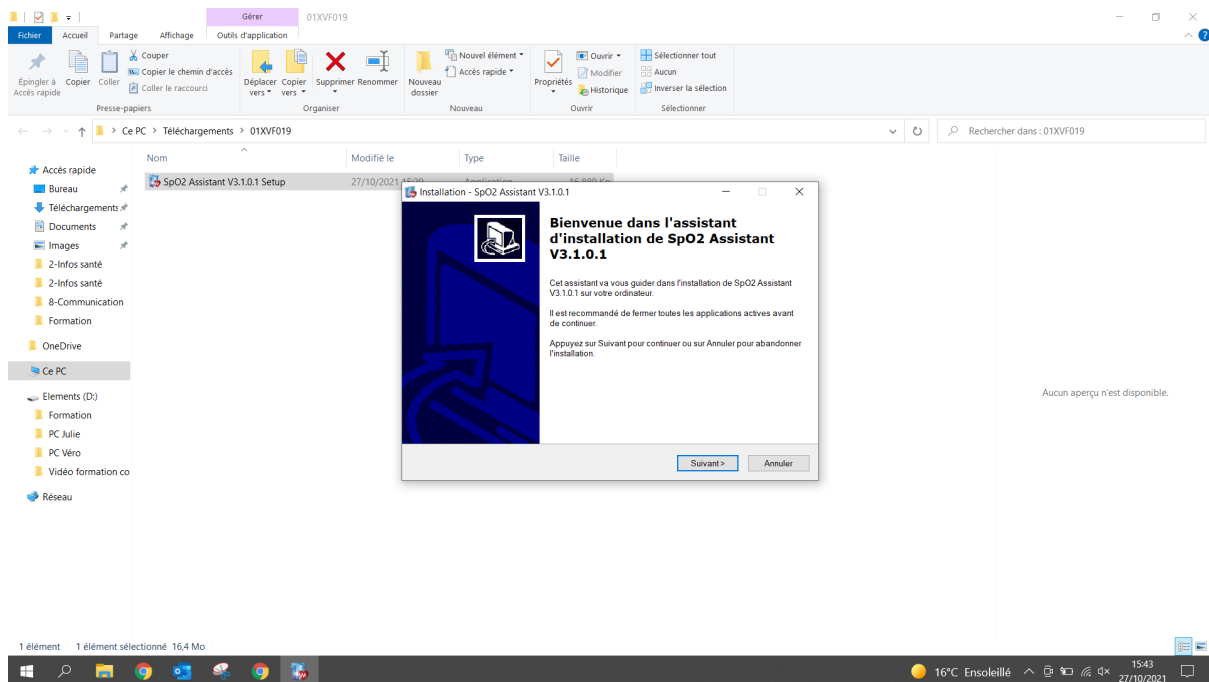 Gérer
01XVF019
Fichier
Accueil
Partage
Affichage
Outils d'application
Épingler à
Accès rapide
Copier
Coller
Couper
Copier le chemin d'accès
Coller le raccourci
Presse-papiers
Déplacer
vers
Copier
vers
Supprimer
Renommer
Organiser
Nouveau
dossier
Nouvel élément
Accès rapide
Nouveau
Propriétés
Ouvrir
Modifier
Historique
Ouvrir
Sélectionner tout
Aucun
Inverser la sélection
Sélectionner
Ce PC > Téléchargements > 01XVF019
Rechercher dans : 01XVF019
Nom
Modifié le
Type
Taille
SpO2 Assistant V3.1.0.1 Setup
27/10/2021 15:39
Application
16 880 Ko
Accès rapide
Bureau
Téléchargements
Documents
Images
2-Infos santé
2-Infos santé
8-Communication
Formation
OneDrive
Ce PC
Elements (D:)
Formation
PC Julie
PC Véro
Vidéo formation co
Réseau
Installation - SpO2 Assistant V3.1.0.1
Bienvenue dans l'assistant
d'installation de SpO2 Assistant
V3.1.0.1
Cet assistant va vous guider dans l'installation de SpO2 Assistant
V3.1.0.1 sur votre ordinateur.
Il est recommandé de fermer toutes les applications actives avant
de continuer.
Appuyez sur Suivant pour continuer ou sur Annuler pour abandonner
l'installation.
Suivant >
Annuler
Aucun aperçu n'est disponible.
1 élément
1 élément sélectionné 16,4 Mo
16°C Ensoleillé
15:43
27/10/2021